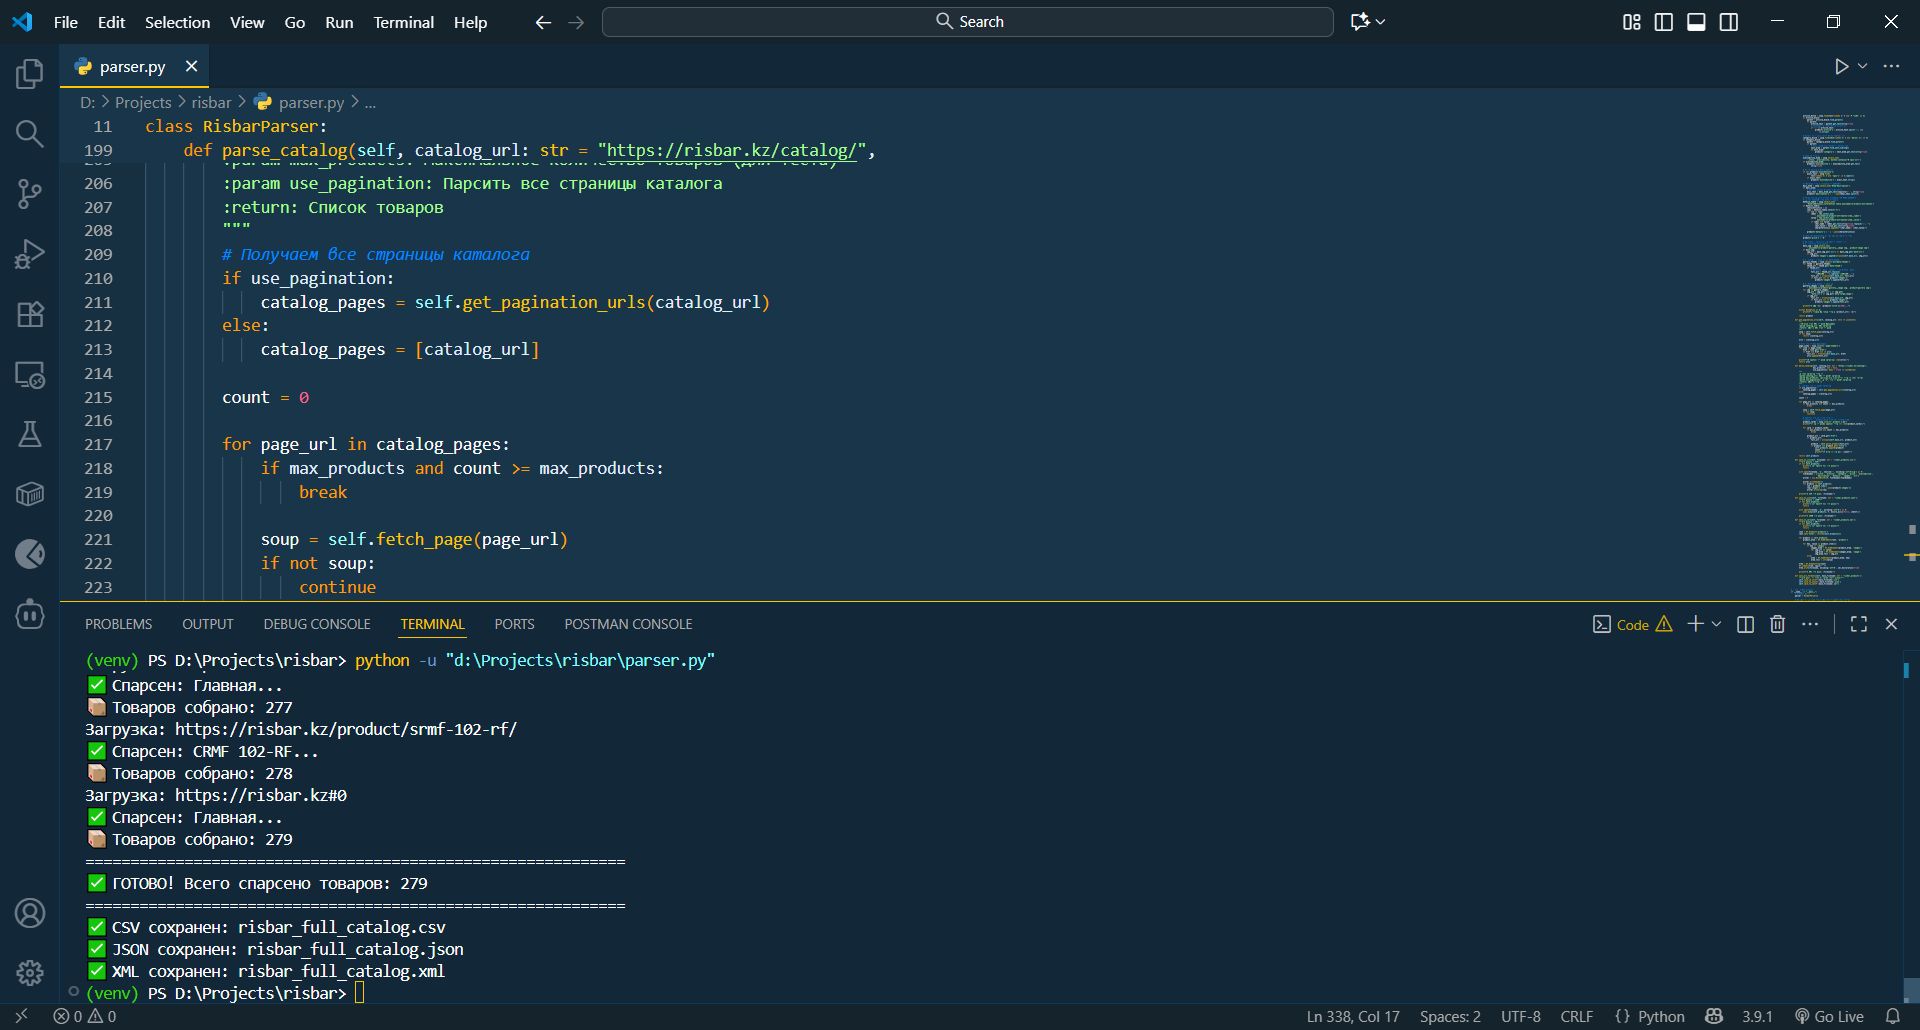 File Edit Selection View Go Run Terminal Help
Search
parser.py
D: > Projects > risbar > parser.py > ...
11 class RisbarParser:
199 def parse_catalog(self, catalog_url: str = "https://risbar.kz/catalog/",
206 :param use_pagination: Парсить все страницы каталога
207 :return: Список товаров
208 """
209 # Получаем все страницы каталога
210 if use_pagination:
211 catalog_pages = self.get_pagination_urls(catalog_url)
212 else:
213 catalog_pages = [catalog_url]
214
215 count = 0
216
217 for page_url in catalog_pages:
218 if max_products and count >= max_products:
219 break
220
221 soup = self.fetch_page(page_url)
222 if not soup:
223 continue
PROBLEMS OUTPUT DEBUG CONSOLE TERMINAL PORTS POSTMAN CONSOLE
Code
(venv) PS D:\Projects\risbar> python -u "d:\Projects\risbar\parser.py"
✅ Спарсен: Главная...
📦 Товаров собрано: 277
Загрузка: https://risbar.kz/product/srmf-102-rf/
✅ Спарсен: CRMF 102-RF...
📦 Товаров собрано: 278
Загрузка: https://risbar.kz#0
✅ Спарсен: Главная...
📦 Товаров собрано: 279
============================================================
✅ ГОТОВО! Всего спарсено товаров: 279
============================================================
✅ CSV сохранен: risbar_full_catalog.csv
✅ JSON сохранен: risbar_full_catalog.json
✅ XML сохранен: risbar_full_catalog.xml
(venv) PS D:\Projects\risbar>
0 0
Ln 338, Col 17 Spaces: 2 UTF-8 CRLF {} Python 3.9.1 Go Live